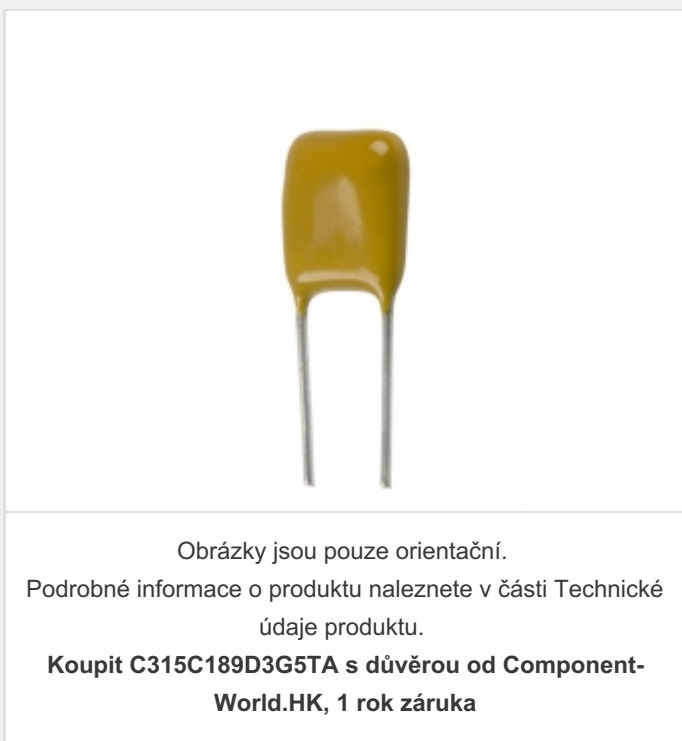 Obrázky jsou pouze orientační.
Podrobné informace o produktu naleznete v části Technické
údaje produktu.
Koupit C315C189D3G5TA s důvěrou od Component-
World.HK, 1 rok záruka